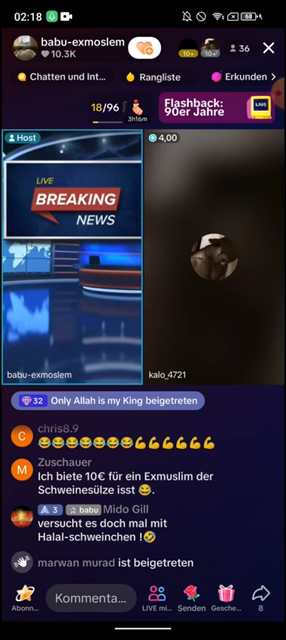 02:18
68
babu-exmoslem
10.3K
10+
10+
36
Chatten und Int...
Rangliste
Erkunden
18/96
3h16m
Flashback:
90er Jahre
LIVE
Host
4,00
LIVE
BREAKING
NEWS
babu-exmoslem
kalo_4721
32 Only Allah is my King beigetreten
C
chris8.9
😂😂😂😂😂😂😂💪💪💪💪💪💪
M
Zuschauer
Ich biete 10€ für ein Exmuslim der
Schweinesülze isst 😂.
3 babu Mido Gill
versucht es doch mal mit
Halal-schweinchen !🤣
marwan murad ist beigetreten
Kommenta...
Abonn...
LIVE mi...
Senden
Gesche...
8